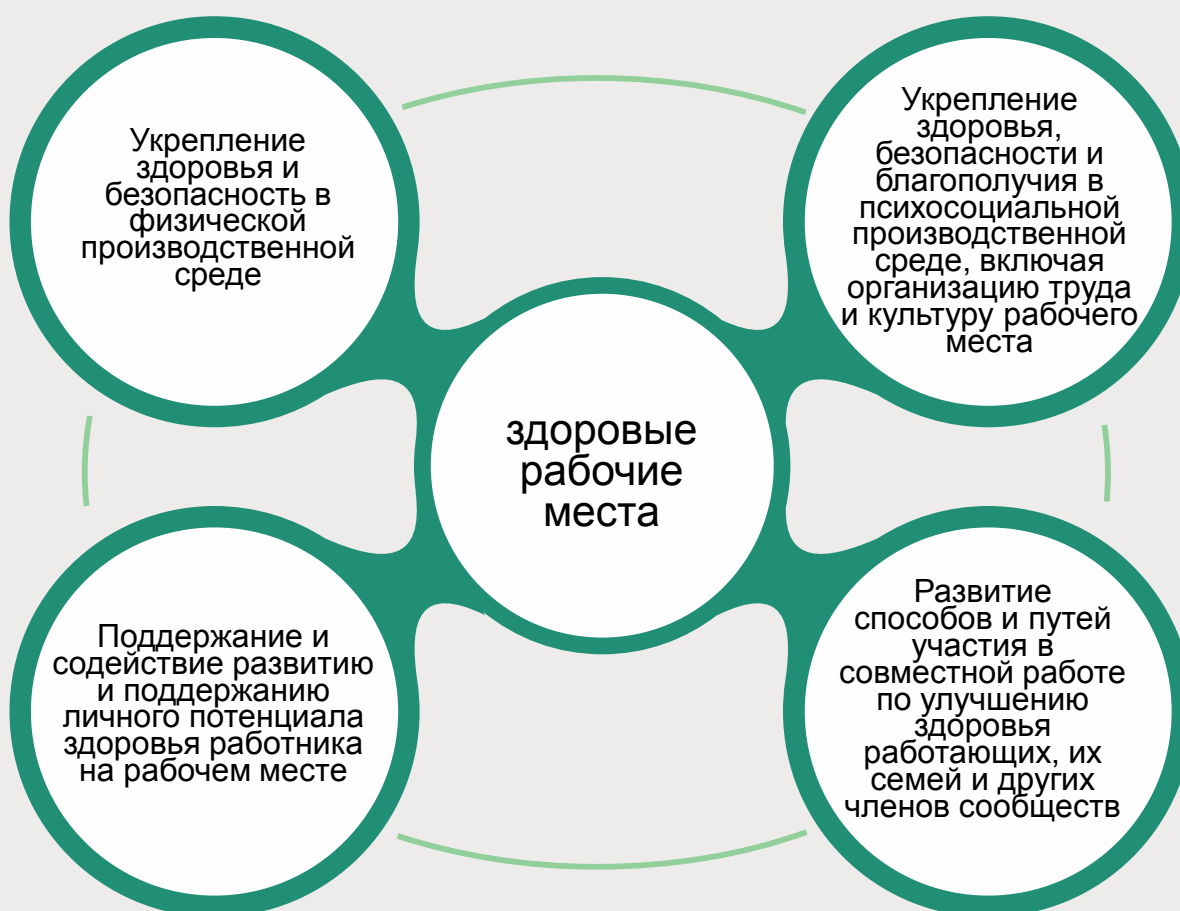 Укрепление
здоровья и
безопасность в
физической
производственной
среде
Укрепление
здоровья,
безопасности и
благополучия в
психосоциальной
производственной
среде, включая
организацию труда
и культуру рабочего
места
здоровые
рабочие
места
Поддержание и
содействие развитию
и поддержанию
личного потенциала
здоровья работника
на рабочем месте
Развитие
способов и путей
участия в
совместной работе
по улучшению
здоровья
работающих, их
семей и других
членов сообществ